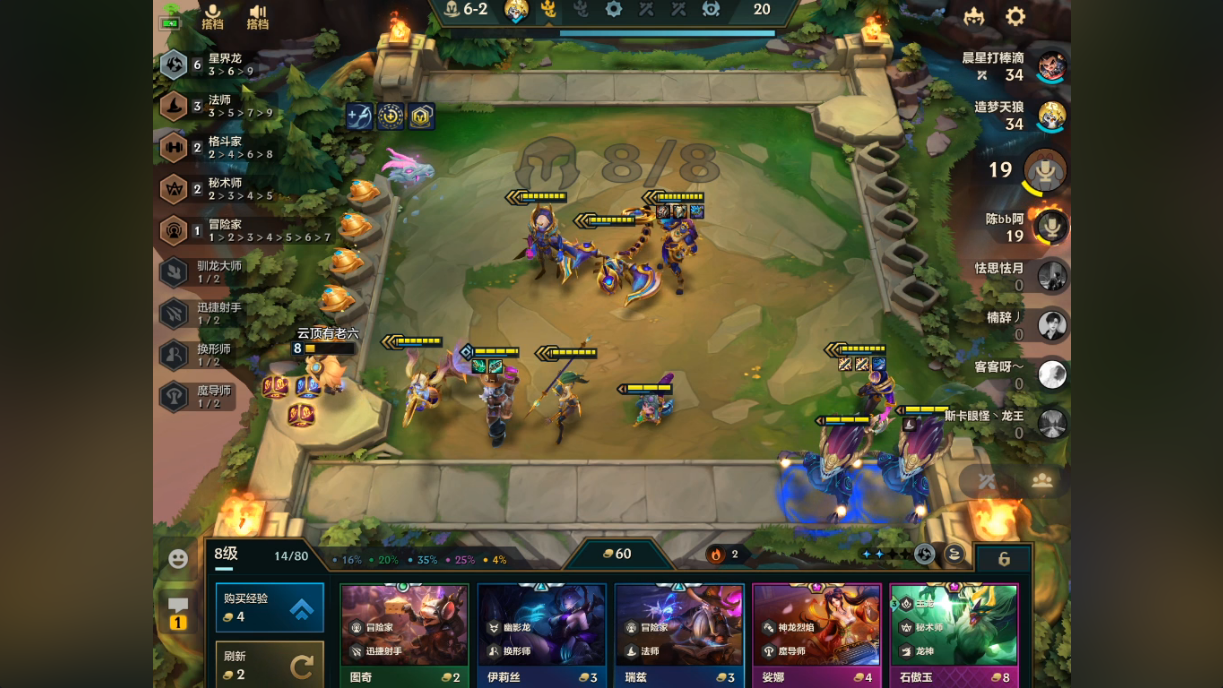 搭档
搭档
6-2
20
6
星界龙
3 > 6 > 9
3
法师
3 > 5 > 7 > 9
2
格斗家
2 > 4 > 6 > 8
2
秘术师
2 > 3 > 4 > 5
1
冒险家
1 > 2 > 3 > 4 > 5 > 6 > 7
驯龙大师
1 / 2
迅捷射手
1 / 2
换形师
1 / 2
魔导师
1 / 2
8/8
云顶有老六
8
晨星打棒滴
34
造梦天狼
34
19
陈bb阿
19
怯思怯月
0
楠辞丿
0
客客呀～
0
斯卡眼怪丶龙王
0
8级
14/80
16%
20%
35%
25%
4%
60
2
购买经验
4
刷新
2
冒险家
迅捷射手
图奇
2
幽影龙
换形师
伊莉丝
3
冒险家
法师
瑞兹
3
神龙烈焰
魔导师
娑娜
4
3
玉龙
秘术师
龙神
石傲玉
8
1